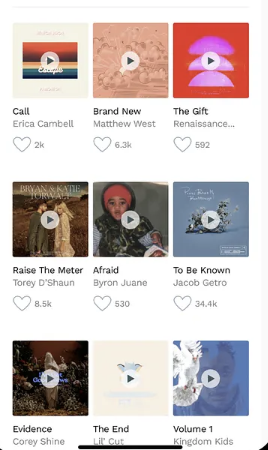 Call
Erica Cambell
2k
Brand New
Matthew West
6.3k
The Gift
Renaissance...
592
BRYAN & KATIE
TORWALT
Raise The Meter
Torey D'Shaun
8.5k
Afraid
Byron Juane
530
To Be Known
Jacob Getro
34.4k
Evidence
Corey Shine
The End
Lil' Cut
Volume 1
Kingdom Kids